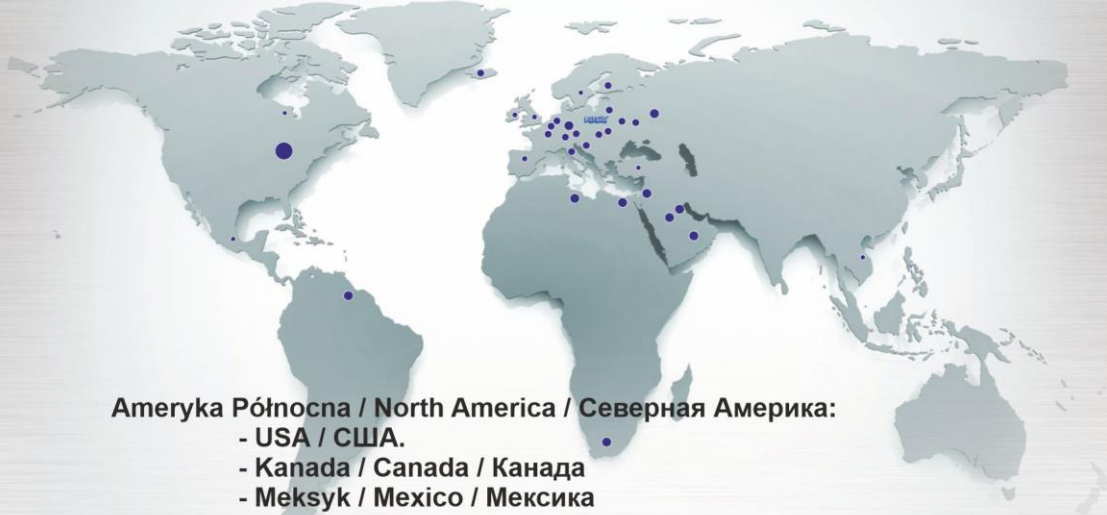 Ameryka Północna / North America / Северная Америка:
- USA / США.
- Kanada / Canada / Канада
- Meksyk / Mexico / Мексика